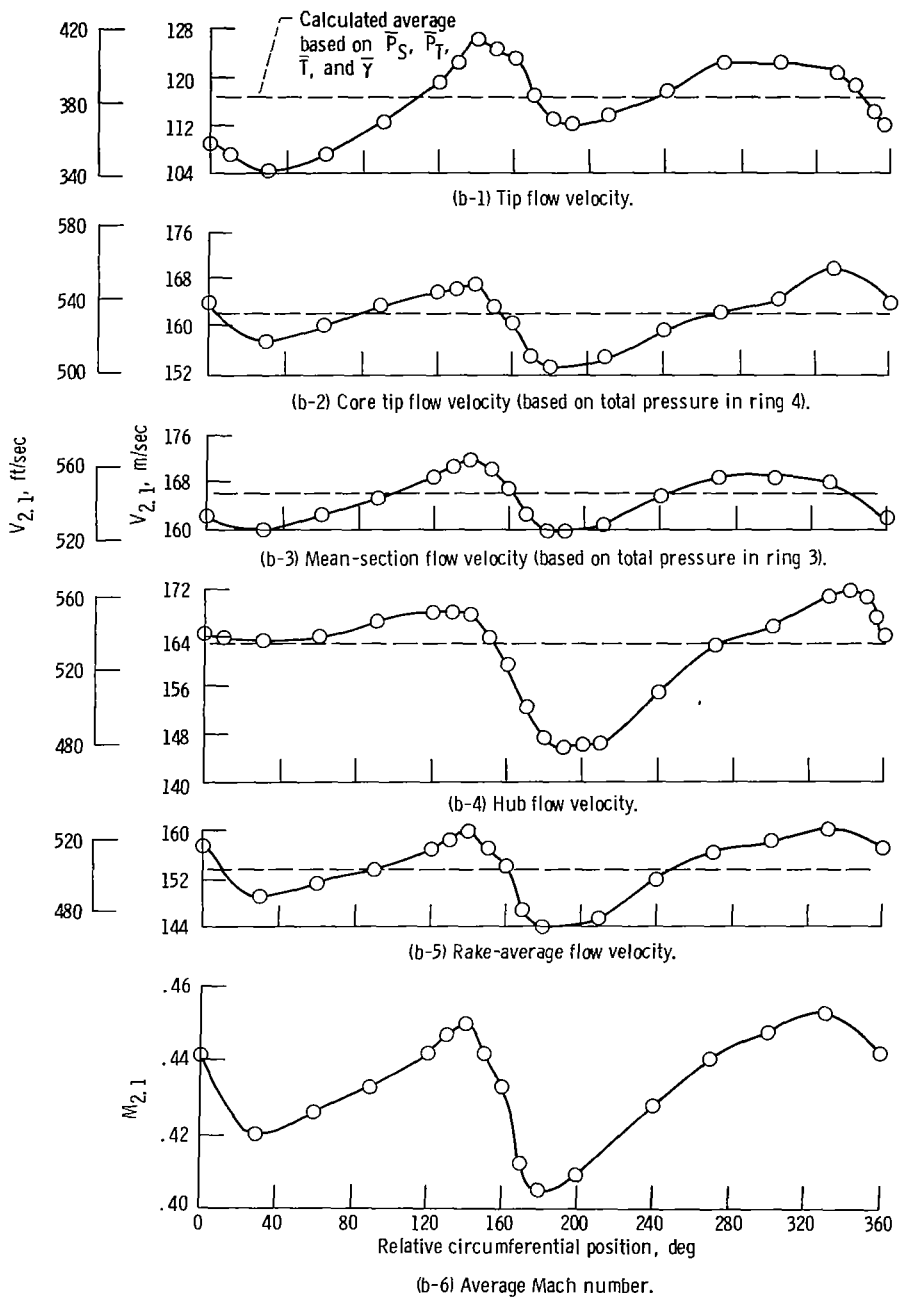 Calculated average
based on P̅S, P̅T,
T̅, and γ̅
420
380
340
128
120
112
104
(b-1) Tip flow velocity.
580
540
500
176
168
160
152
(b-2) Core tip flow velocity (based on total pressure in ring 4).
V2.1, ft/sec
V2.1, m/sec
560
520
176
168
160
(b-3) Mean-section flow velocity (based on total pressure in ring 3).
560
520
480
172
164
156
148
140
(b-4) Hub flow velocity.
520
480
160
152
144
(b-5) Rake-average flow velocity.
M2.1
.46
.44
.42
.40
0 40 80 120 160 200 240 280 320 360
Relative circumferential position, deg
(b-6) Average Mach number.